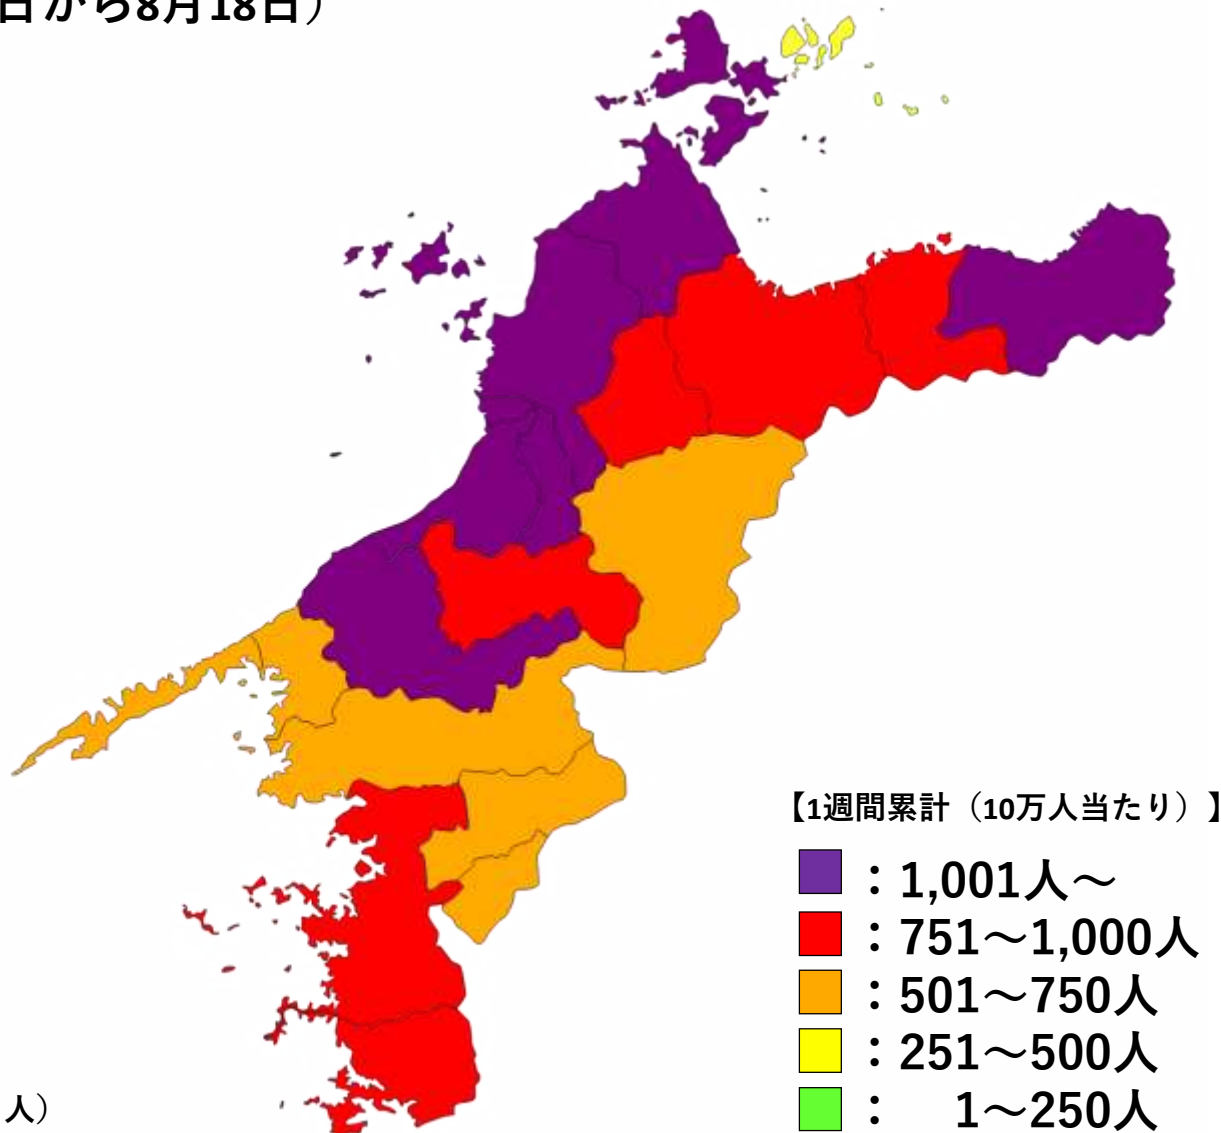 日から8月18日）
【1週間累計（10万人当たり）】
：1,001人～
：751～1,000人
：501～750人
：251～500人
： 1～250人
人）